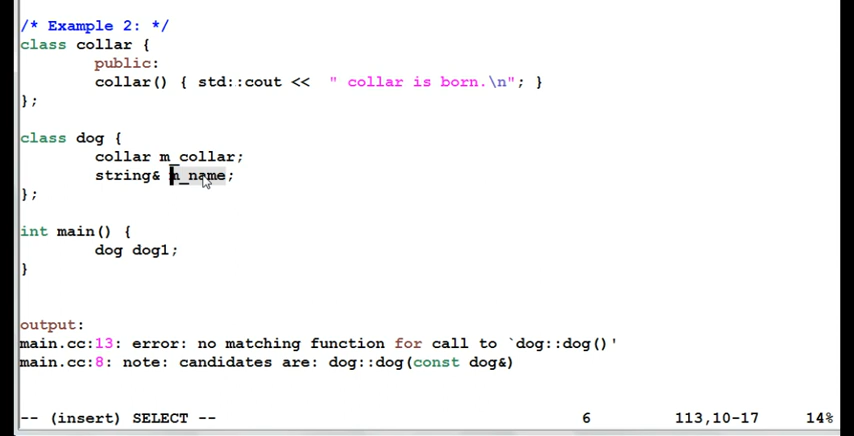 /* Example 2: */
class collar {
public:
collar() { std::cout << " collar is born.\n"; }
};
class dog {
collar m_collar;
string& m_name;
};
int main() {
dog dog1;
}
output:
main.cc:13: error: no matching function for call to `dog::dog()'
main.cc:8: note: candidates are: dog::dog(const dog&)
-- (insert) SELECT -- 6 113,10-17 14%